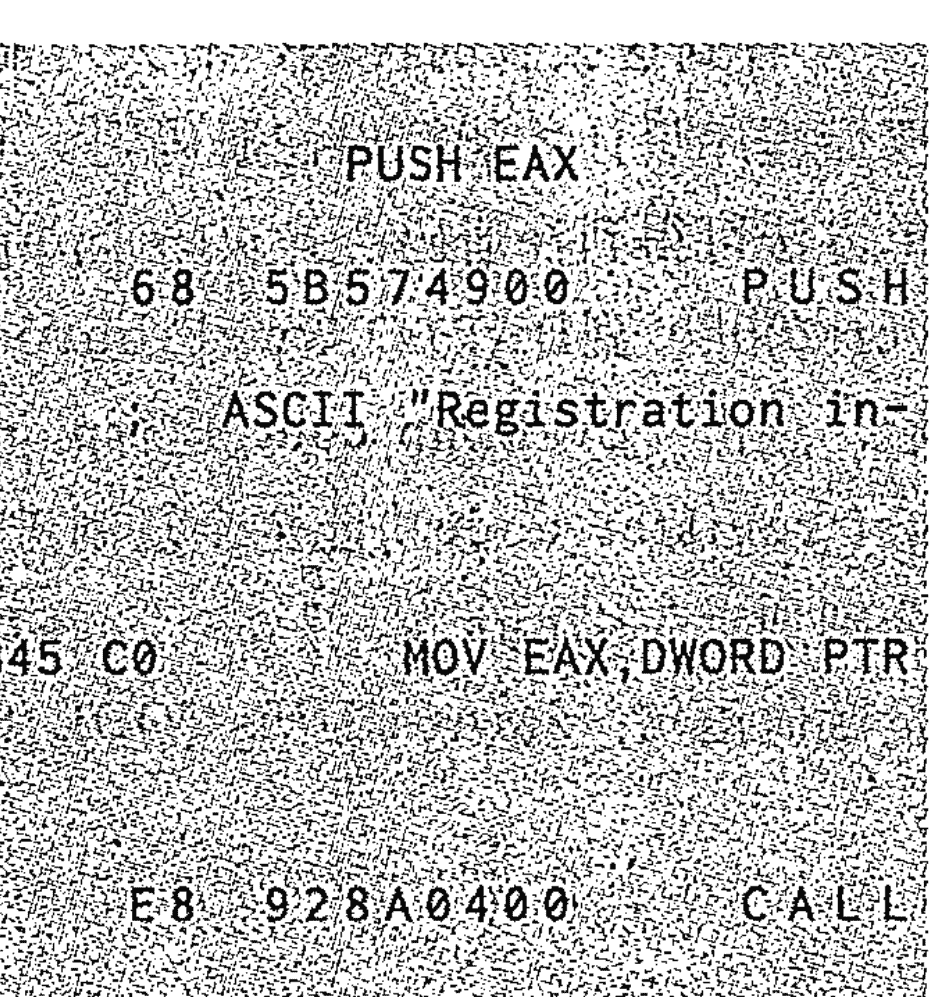 PUSH EAX
68 5B574900 PUSH
; ASCII "Registration in-
45 C0 MOV EAX,DWORD PTR
E8 928A0400 CALL